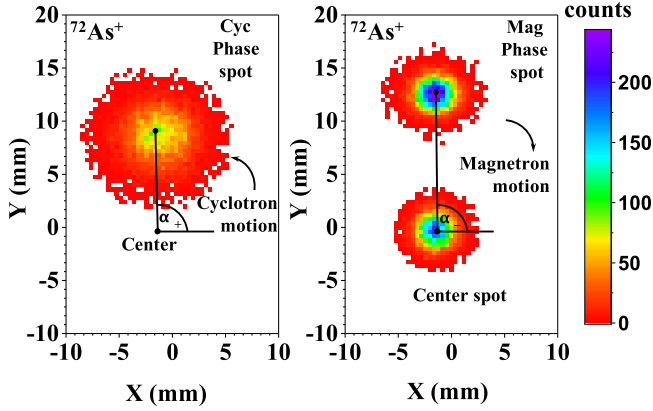 counts
72As+
Cyc
Phase
spot
Cyclotron
motion
α+
Center
Y (mm)
20
15
10
5
0
−5
−10
−10
−5
0
5
10
X (mm)
72As+
Mag
Phase
spot
Magnetron
motion
α−
Center spot
Y (mm)
20
15
10
5
0
−5
−10
10
−5
0
5
10
X (mm)
200
150
100
50
0